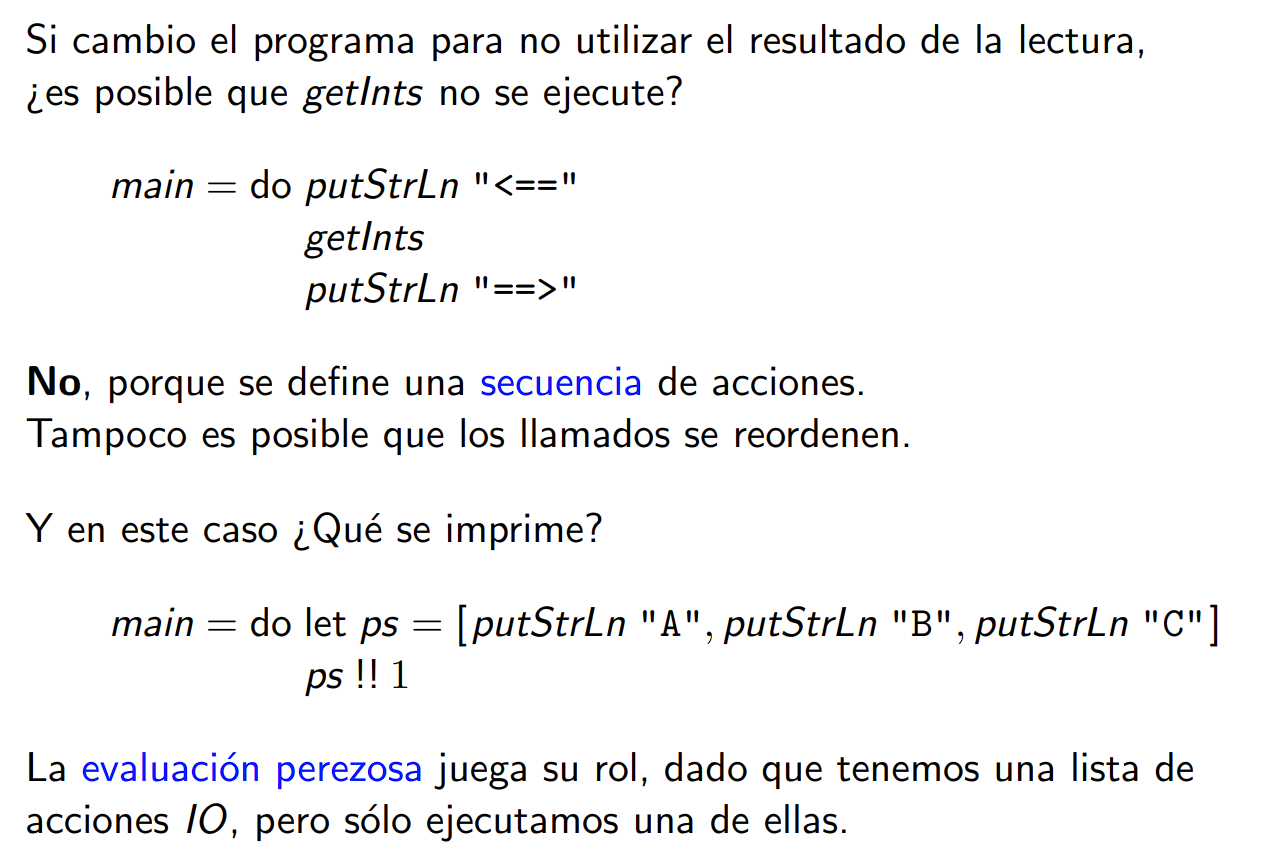 Si cambio el programa para no utilizar el resultado de la lectura,
¿es posible que getInts no se ejecute?
main = do putStrLn "<=="
getInts
putStrLn "==>"
No, porque se define una secuencia de acciones.
Tampoco es posible que los llamados se reordenen.
Y en este caso ¿Qué se imprime?
main = do let ps = [putStrLn "A", putStrLn "B", putStrLn "C"]
ps !! 1
La evaluación perezosa juega su rol, dado que tenemos una lista de
acciones IO, pero sólo ejecutamos una de ellas.